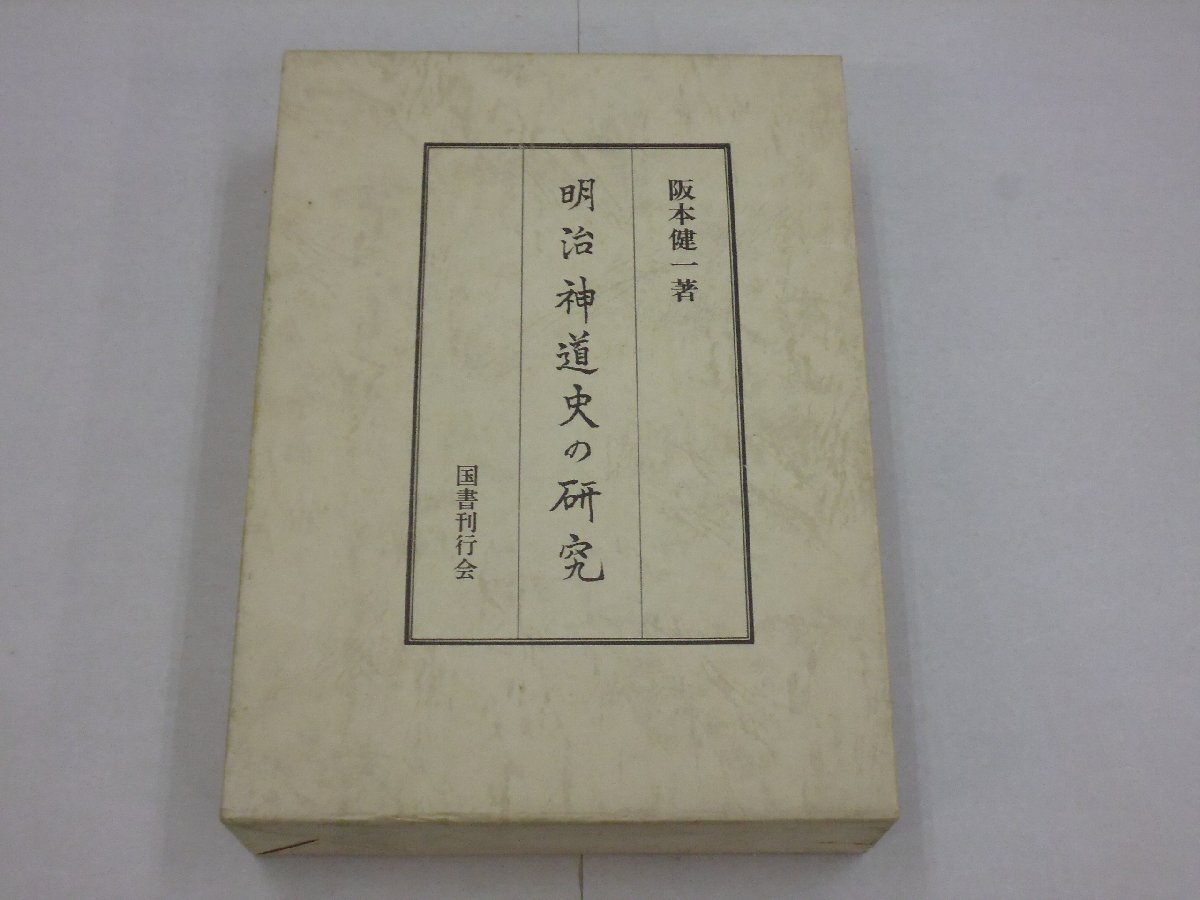 阪本健一著
明治神道史の研究
国書刊行会